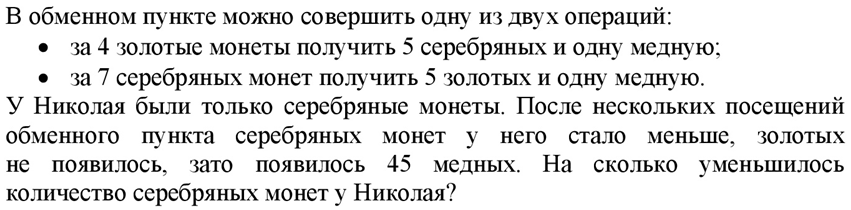 В обменном пункте можно совершить одну из двух операций:
• за 4 золотые монеты получить 5 серебряных и одну медную;
• за 7 серебряных монет получить 5 золотых и одну медную.
У Николая были только серебряные монеты. После нескольких посещений
обменного пункта серебряных монет у него стало меньше, золотых
не появилось, зато появилось 45 медных. На сколько уменьшилось
количество серебряных монет у Николая?